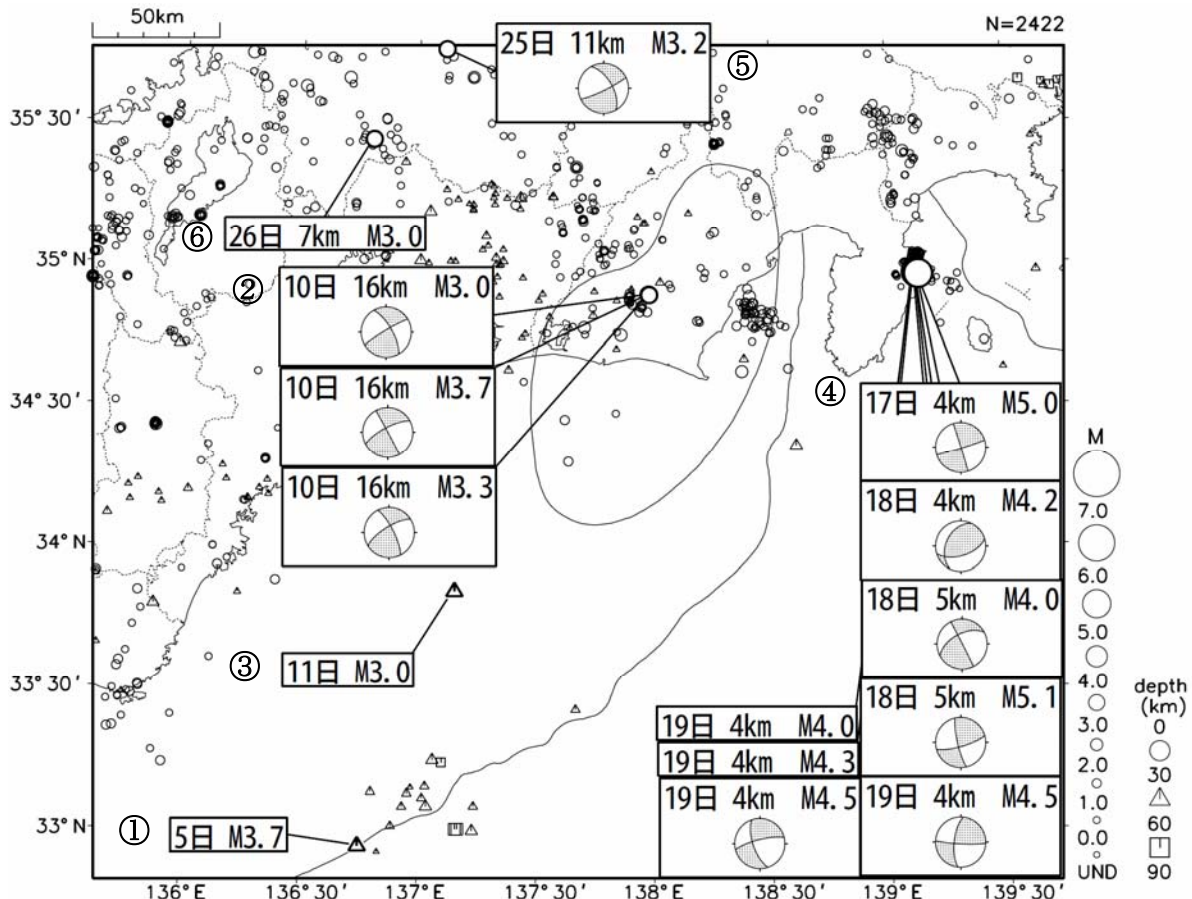 50km
N=2422
25日 11km M3.2
⑤
35°30′
⑥
26日 7km M3.0
35°N
②
10日 16km M3.0
10日 16km M3.7
10日 16km M3.3
34°30′
④
17日 4km M5.0
18日 4km M4.2
18日 5km M4.0
18日 5km M5.1
19日 4km M4.0
19日 4km M4.3
19日 4km M4.5
19日 4km M4.5
34°N
③
11日 M3.0
33°30′
①
5日 M3.7
33°N
136°E
136°30′
137°E
137°30′
138°E
138°30′
139°E
139°30′
M
7.0
6.0
5.0
4.0
3.0
2.0
1.0
0.0
UND
depth
(km)
0
30
60
90